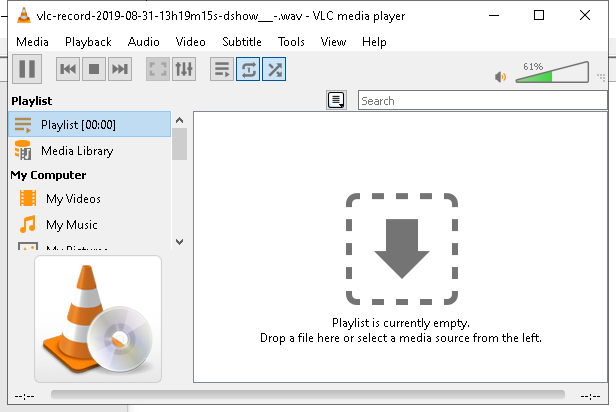 vlc-record-2019-08-31-13h19m15s-dshow___-.wav - VLC media player
Media Playback Audio Video Subtitle Tools View Help
61%
Playlist
Search
Playlist [00:00]
Media Library
My Computer
My Videos
My Music
My Pictures
Playlist is currently empty.
Drop a file here or select a media source from the left.
--:-- --:--